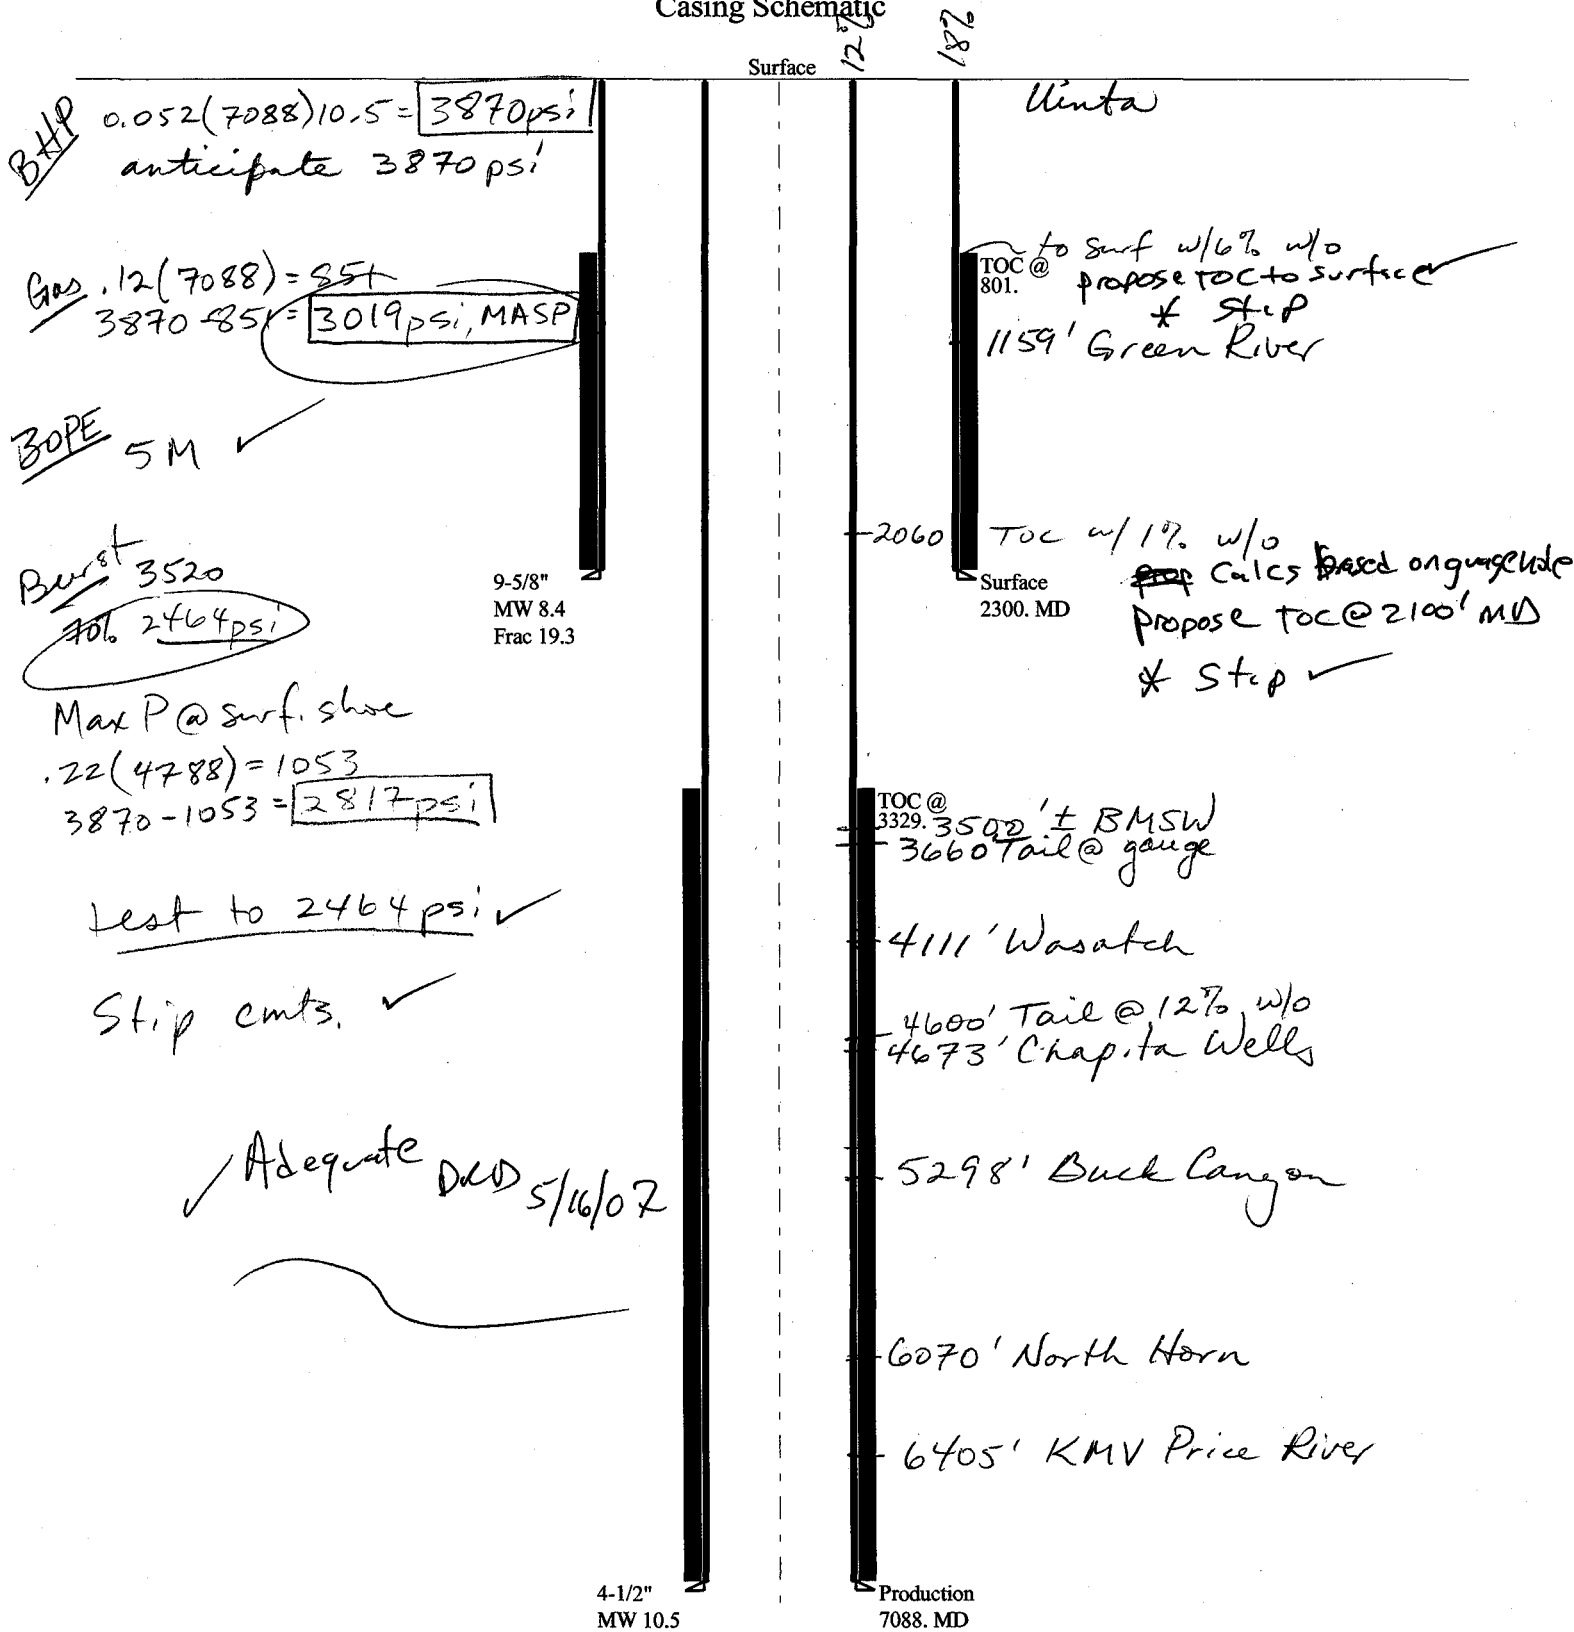 Casing Schematic
12%
18%
Surface
BHP 0.052(7088)10.5= 3870psi
anticipate 3870 psi
Gas .12(7088)=851
3870-851= 3019psi, MASP
BOPE 5M ✓
Burst 3520
70% 2464psi
Max P @ surf. shoe
.22(4788)=1053
3870-1053= 2817psi
test to 2464 psi ✓
Stip cmts. ✓
✓ Adequate DKD 5/16/07
9-5/8"
MW 8.4
Frac 19.3
4-1/2"
MW 10.5
Uinta
to surf w/6% w/o
TOC @
801.
propose TOC to surface ✓
* Stip
1159' Green River
2060 TOC w/ 1% w/o
Calcs based on guage hole
propose TOC @ 2100' MD
* Stip ✓
Surface
2300. MD
TOC @
3329.
3500' ± BMSW
3660 Tail @ gauge
4111' Wasatch
4600' Tail @ 12% w/o
4673' Chapita Wells
5298' Buck Canyon
6070' North Horn
6405' KMV Price River
Production
7088. MD